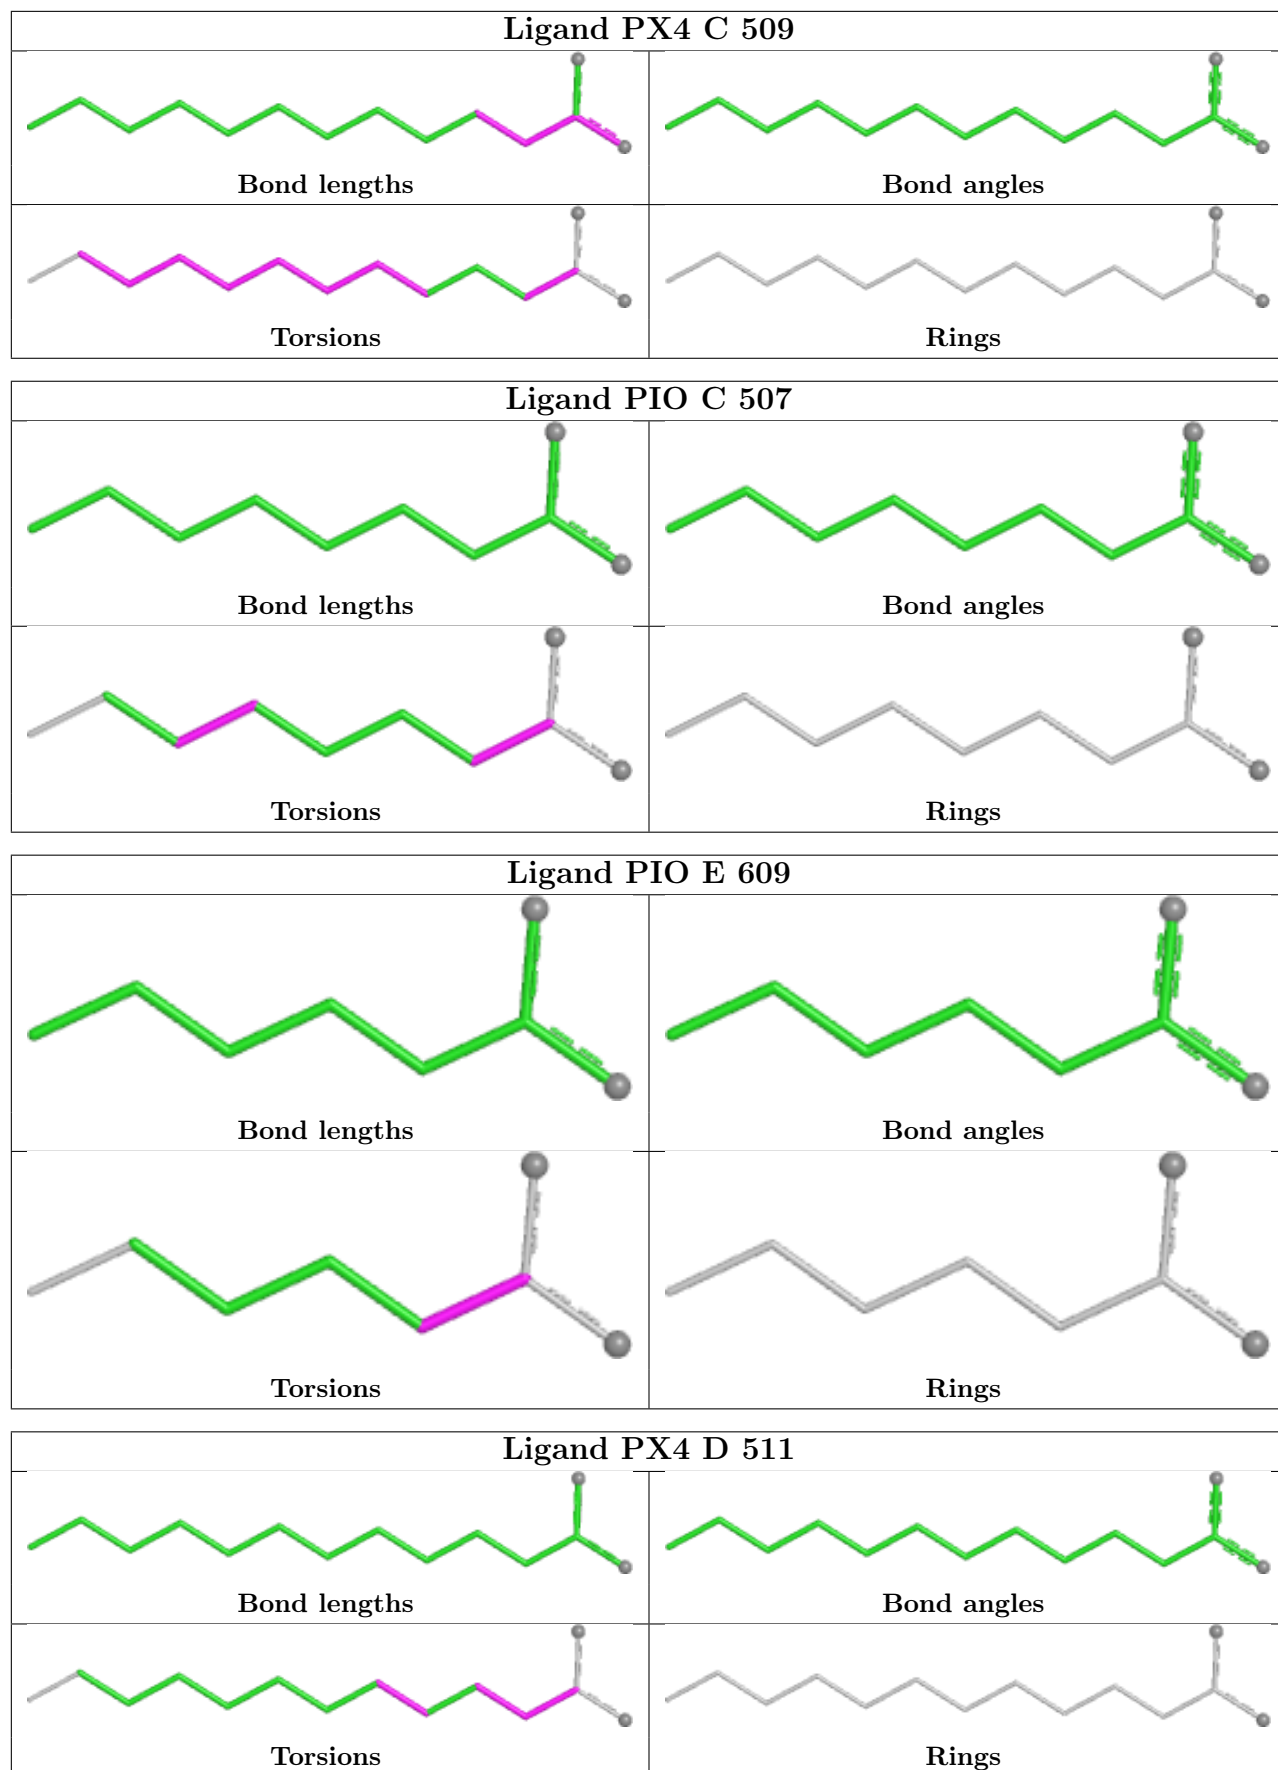 Ligand PX4 C 509
Bond lengths
Bond angles
Torsions
Rings
Ligand PIO C 507
Bond lengths
Bond angles
Torsions
Rings
Ligand PIO E 609
Bond lengths
Bond angles
Torsions
Rings
Ligand PX4 D 511
Bond lengths
Bond angles
Torsions
Rings